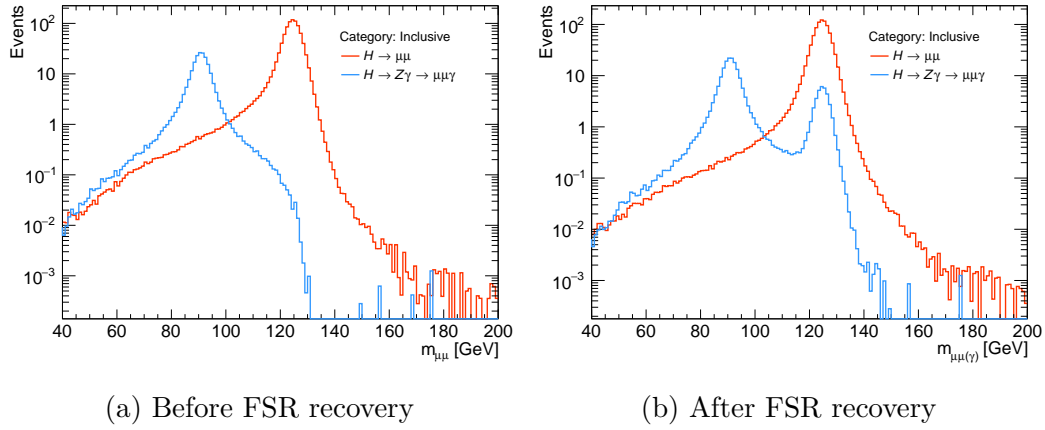 Events
10²
10
1
10⁻¹
10⁻²
10⁻³
Category: Inclusive
H → μμ
H → Zγ → μμγ
40 60 80 100 120 140 160 180 200
m_μμ [GeV]
(a) Before FSR recovery
Events
10²
10
1
10⁻¹
10⁻²
10⁻³
Category: Inclusive
H → μμ
H → Zγ → μμγ
40 60 80 100 120 140 160 180 200
m_μμ(γ) [GeV]
(b) After FSR recovery